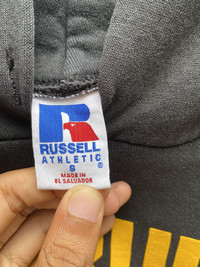 RUSSELL
ATHLETIC ®
S
MADE IN
EL SALVADOR